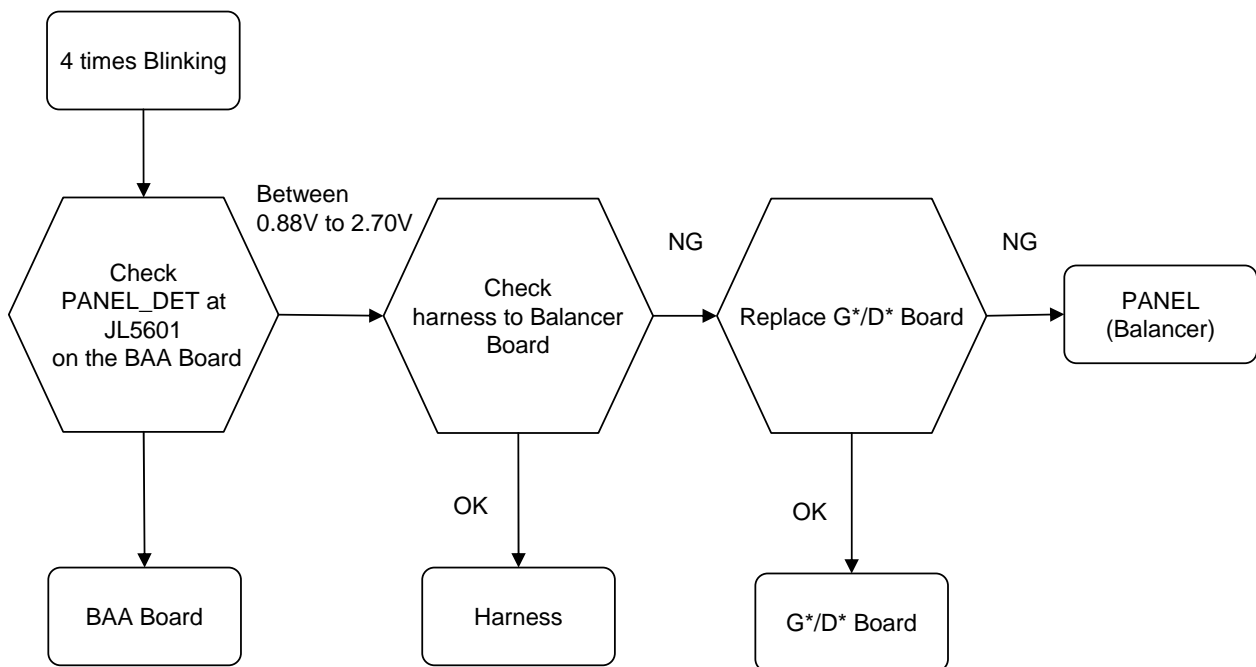 4 times Blinking
Between
0.88V to 2.70V
Check
PANEL_DET at
JL5601
on the BAA Board
Check
harness to Balancer
Board
NG
Replace G*/D* Board
NG
PANEL
(Balancer)
OK
OK
BAA Board
Harness
G*/D* Board